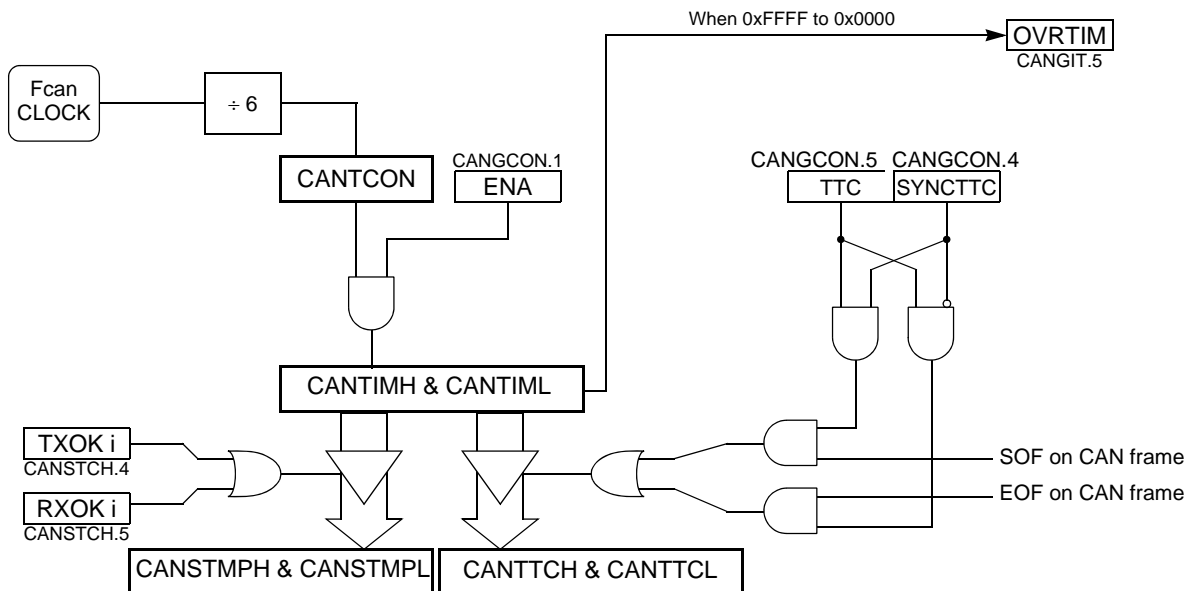 When 0xFFFF to 0x0000
OVRTIM
CANGIT.5
Fcan
CLOCK
÷ 6
CANTCON
CANGCON.1
ENA
CANGCON.5 CANGCON.4
TTC SYNCTTC
CANTIMH & CANTIML
TXOK i
CANSTCH.4
RXOK i
CANSTCH.5
SOF on CAN frame
EOF on CAN frame
CANSTMPH & CANSTMPL
CANTTCH & CANTTCL